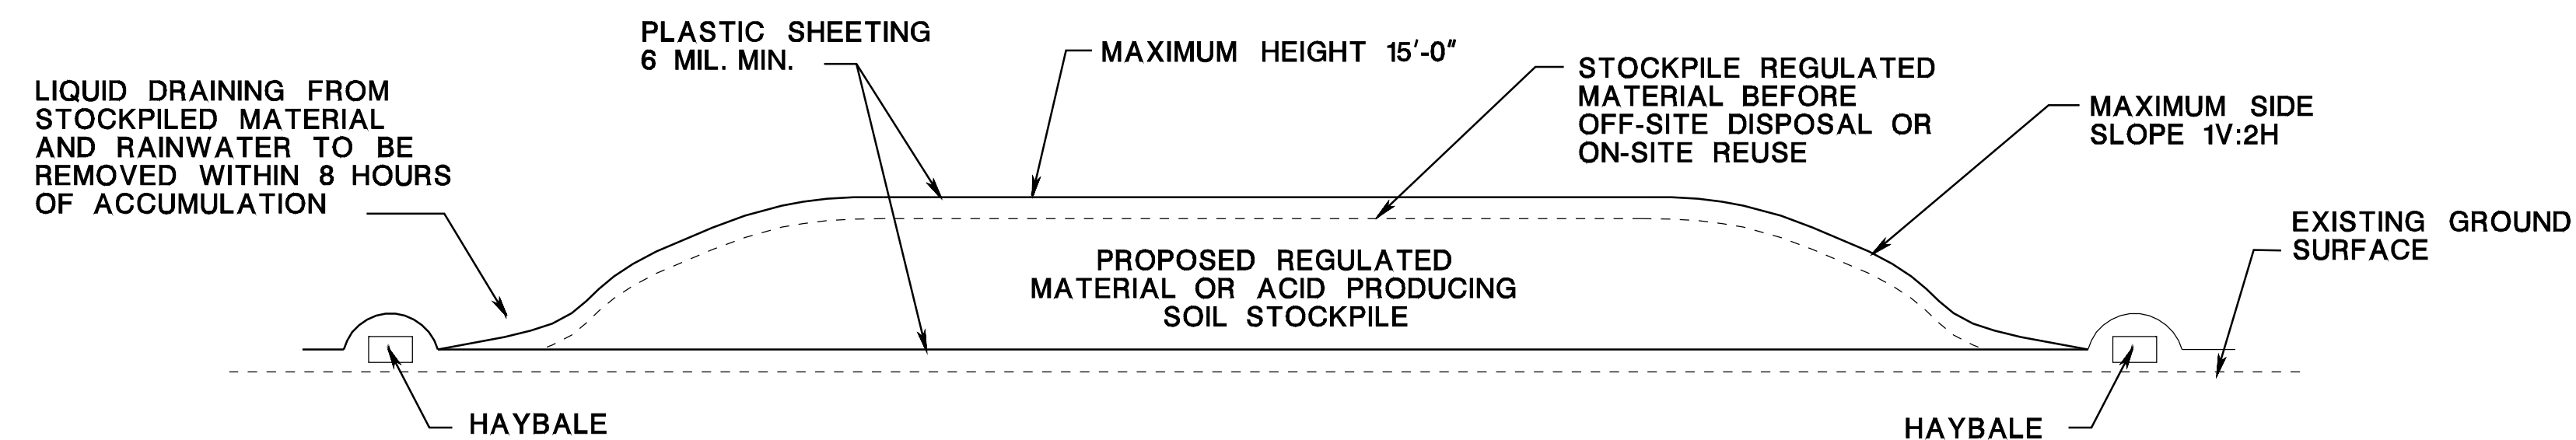 PLASTIC SHEETING
6 MIL. MIN.
MAXIMUM HEIGHT 15'-0"
STOCKPILE REGULATED
MATERIAL BEFORE
OFF-SITE DISPOSAL OR
ON-SITE REUSE
LIQUID DRAINING FROM
STOCKPILED MATERIAL
AND RAINWATER TO BE
REMOVED WITHIN 8 HOURS
OF ACCUMULATION
MAXIMUM SIDE
SLOPE 1V:2H
EXISTING GROUND
SURFACE
PROPOSED REGULATED
MATERIAL OR ACID PRODUCING
SOIL STOCKPILE
HAYBALE
HAYBALE